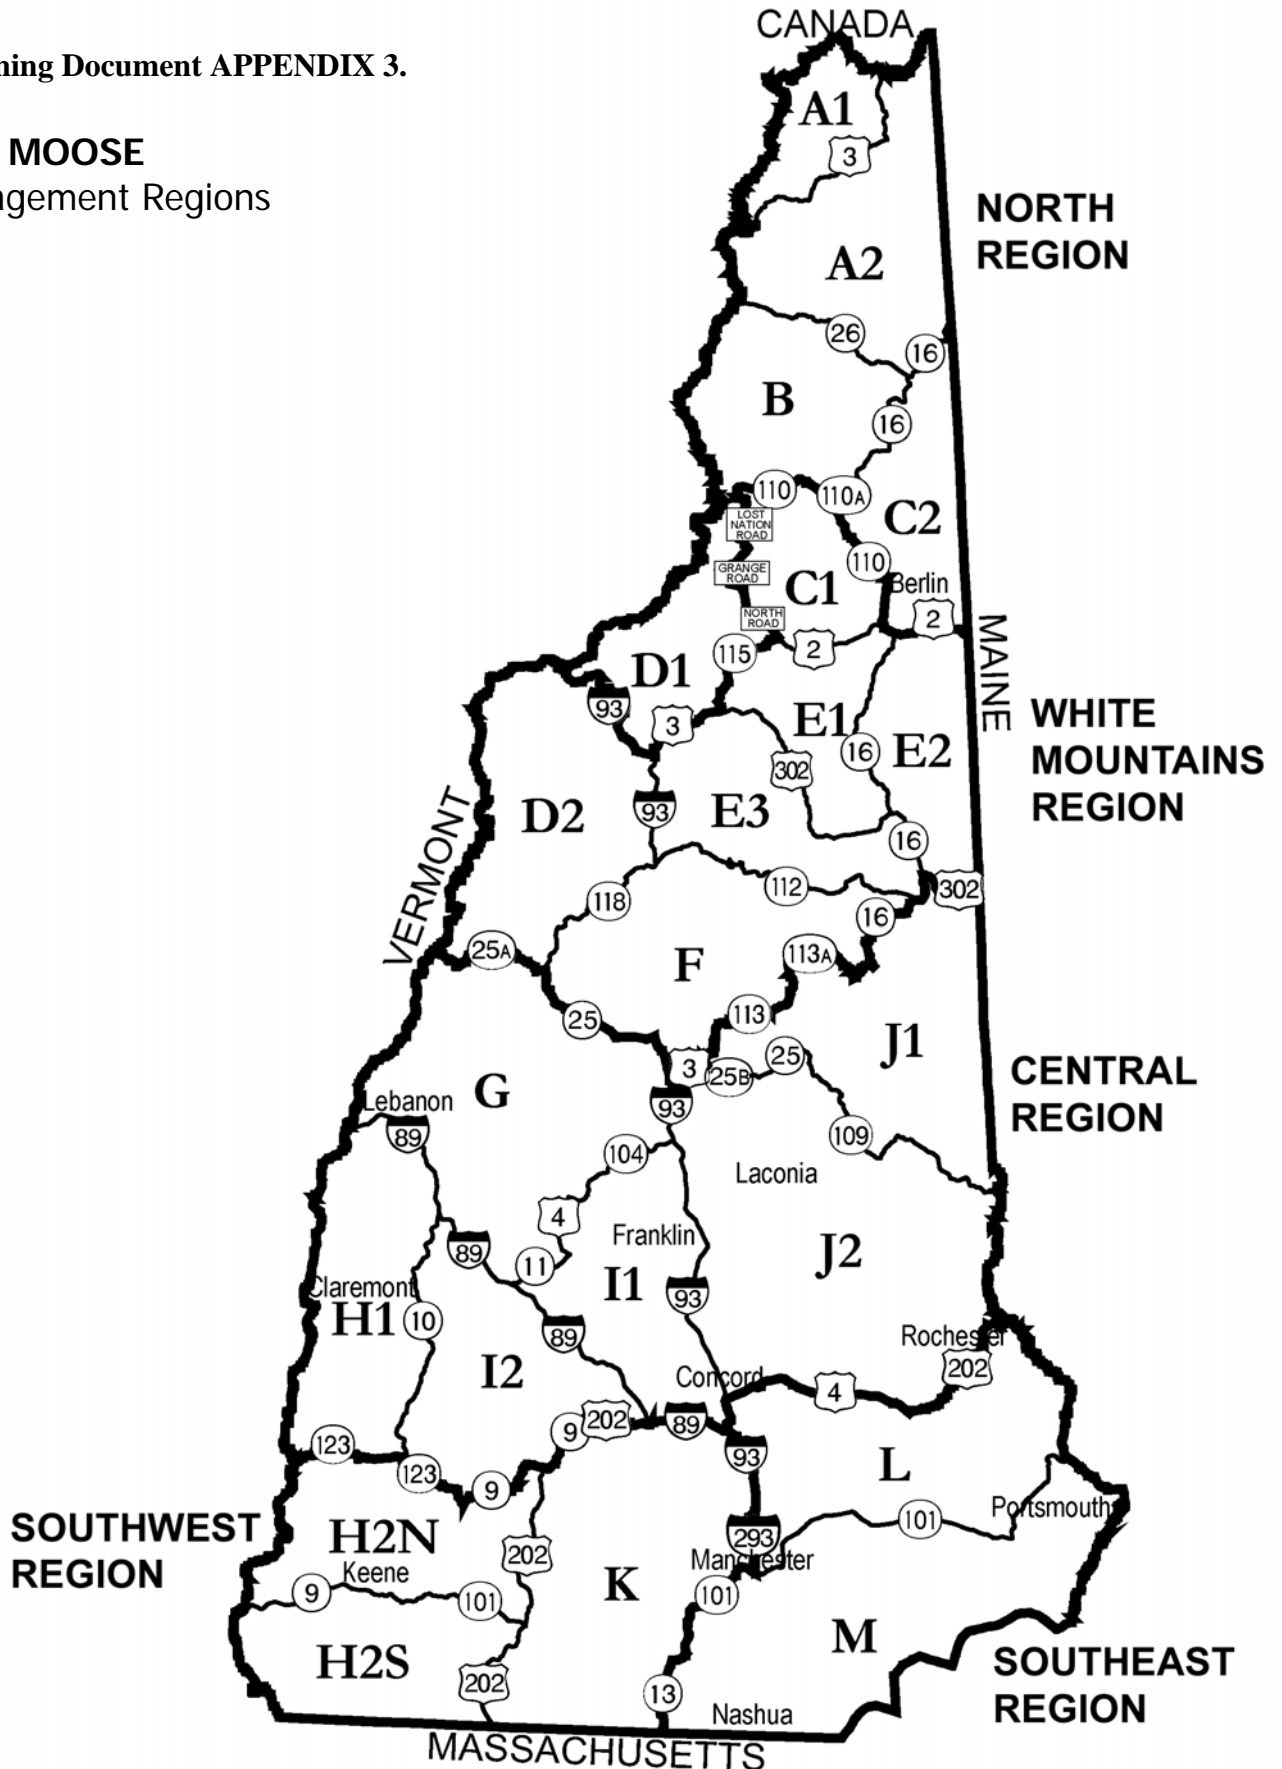 CANADA
ning Document APPENDIX 3.
A1
MOOSE
3
agement Regions
NORTH
REGION
A2
26
16
B
16
110
110A
LOST
NATION
ROAD
C2
110
GRANGE
ROAD
C1
Berlin
NORTH
ROAD
2
2
115
MAINE
D1
93
3
E1
16
E2
WHITE
MOUNTAINS
REGION
302
93
D2
E3
VERMONT
16
302
112
118
16
25A
113A
F
113
25
J1
25
3
25B
CENTRAL
REGION
G
93
Lebanon
89
109
104
Laconia
4
Franklin
89
11
J2
I1
Claremont
93
H1
10
89
Rochester
202
I2
Concord
4
202
89
9
123
93
123
L
9
Portsmouth
101
SOUTHWEST
REGION
H2N
293
202
Manchester
Keene
K
9
101
101
M
H2S
SOUTHEAST
REGION
202
13
Nashua
MASSACHUSETTS